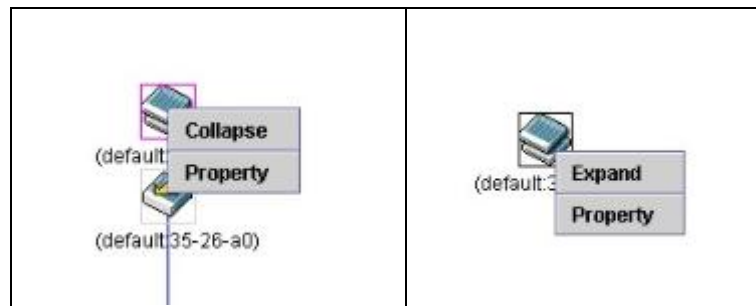 Collapse
(default:
Property
(default:35-26-a0)
Expand
(default:3
Property